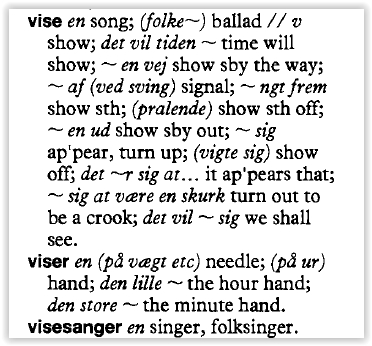 vise en song; (folke~) ballad // v
show; det vil tiden ~ time will
show; ~ en vej show sby the way;
~ af (ved sving) signal; ~ ngt frem
show sth; (pralende) show sth off;
~ en ud show sby out; ~ sig
ap'pear, turn up; (vigte sig) show
off; det ~r sig at... it ap'pears that;
~ sig at være en skurk turn out to
be a crook; det vil ~ sig we shall
see.
viser en (på vægt etc) needle; (på ur)
hand; den lille ~ the hour hand;
den store ~ the minute hand.
visesanger en singer, folksinger.